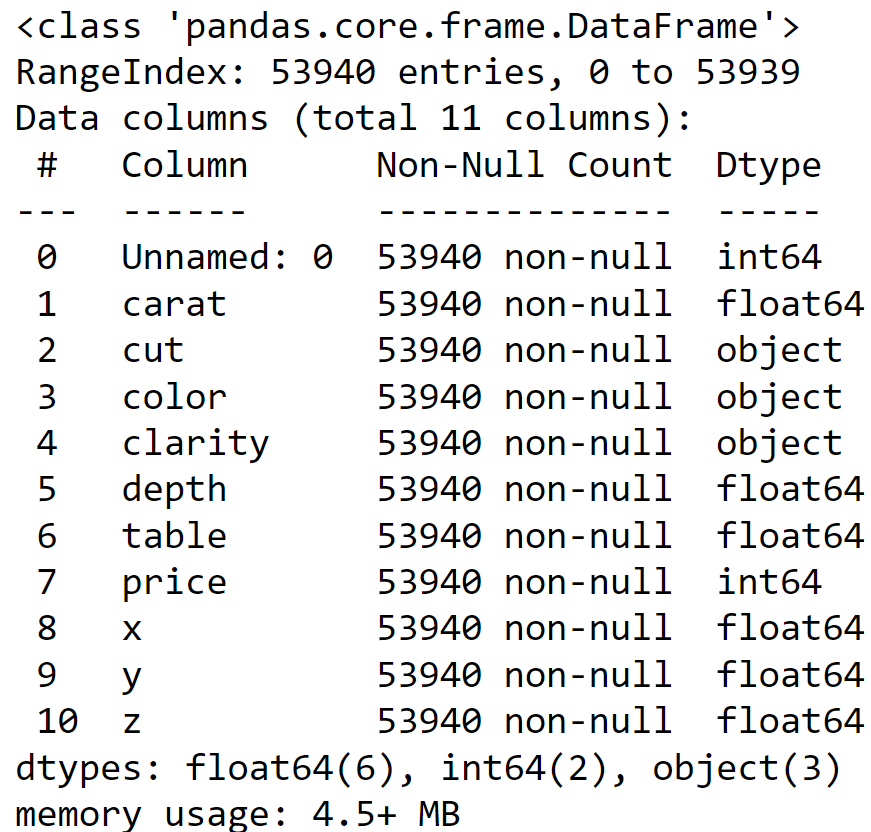 <class 'pandas.core.frame.DataFrame'>
RangeIndex: 53940 entries, 0 to 53939
Data columns (total 11 columns):
 #   Column      Non-Null Count  Dtype
---  ------      --------------  -----
 0   Unnamed: 0  53940 non-null  int64
 1   carat       53940 non-null  float64
 2   cut         53940 non-null  object
 3   color       53940 non-null  object
 4   clarity     53940 non-null  object
 5   depth       53940 non-null  float64
 6   table       53940 non-null  float64
 7   price       53940 non-null  int64
 8   x           53940 non-null  float64
 9   y           53940 non-null  float64
 10  z           53940 non-null  float64
dtypes: float64(6), int64(2), object(3)
memory usage: 4.5+ MB